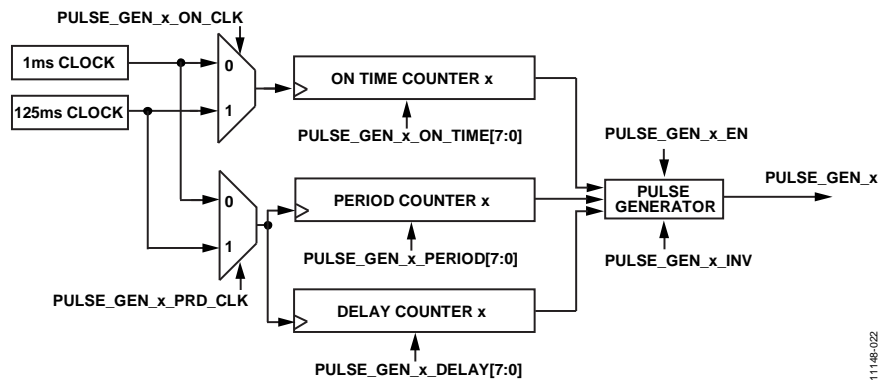 PULSE_GEN_x_ON_CLK
1ms CLOCK
0
ON TIME COUNTER x
125ms CLOCK
1
PULSE_GEN_x_ON_TIME[7:0]
PULSE_GEN_x_EN
0
PERIOD COUNTER x
PULSE
GENERATOR
PULSE_GEN_x
1
PULSE_GEN_x_PERIOD[7:0]
PULSE_GEN_x_INV
PULSE_GEN_x_PRD_CLK
DELAY COUNTER x
PULSE_GEN_x_DELAY[7:0]
11148-022